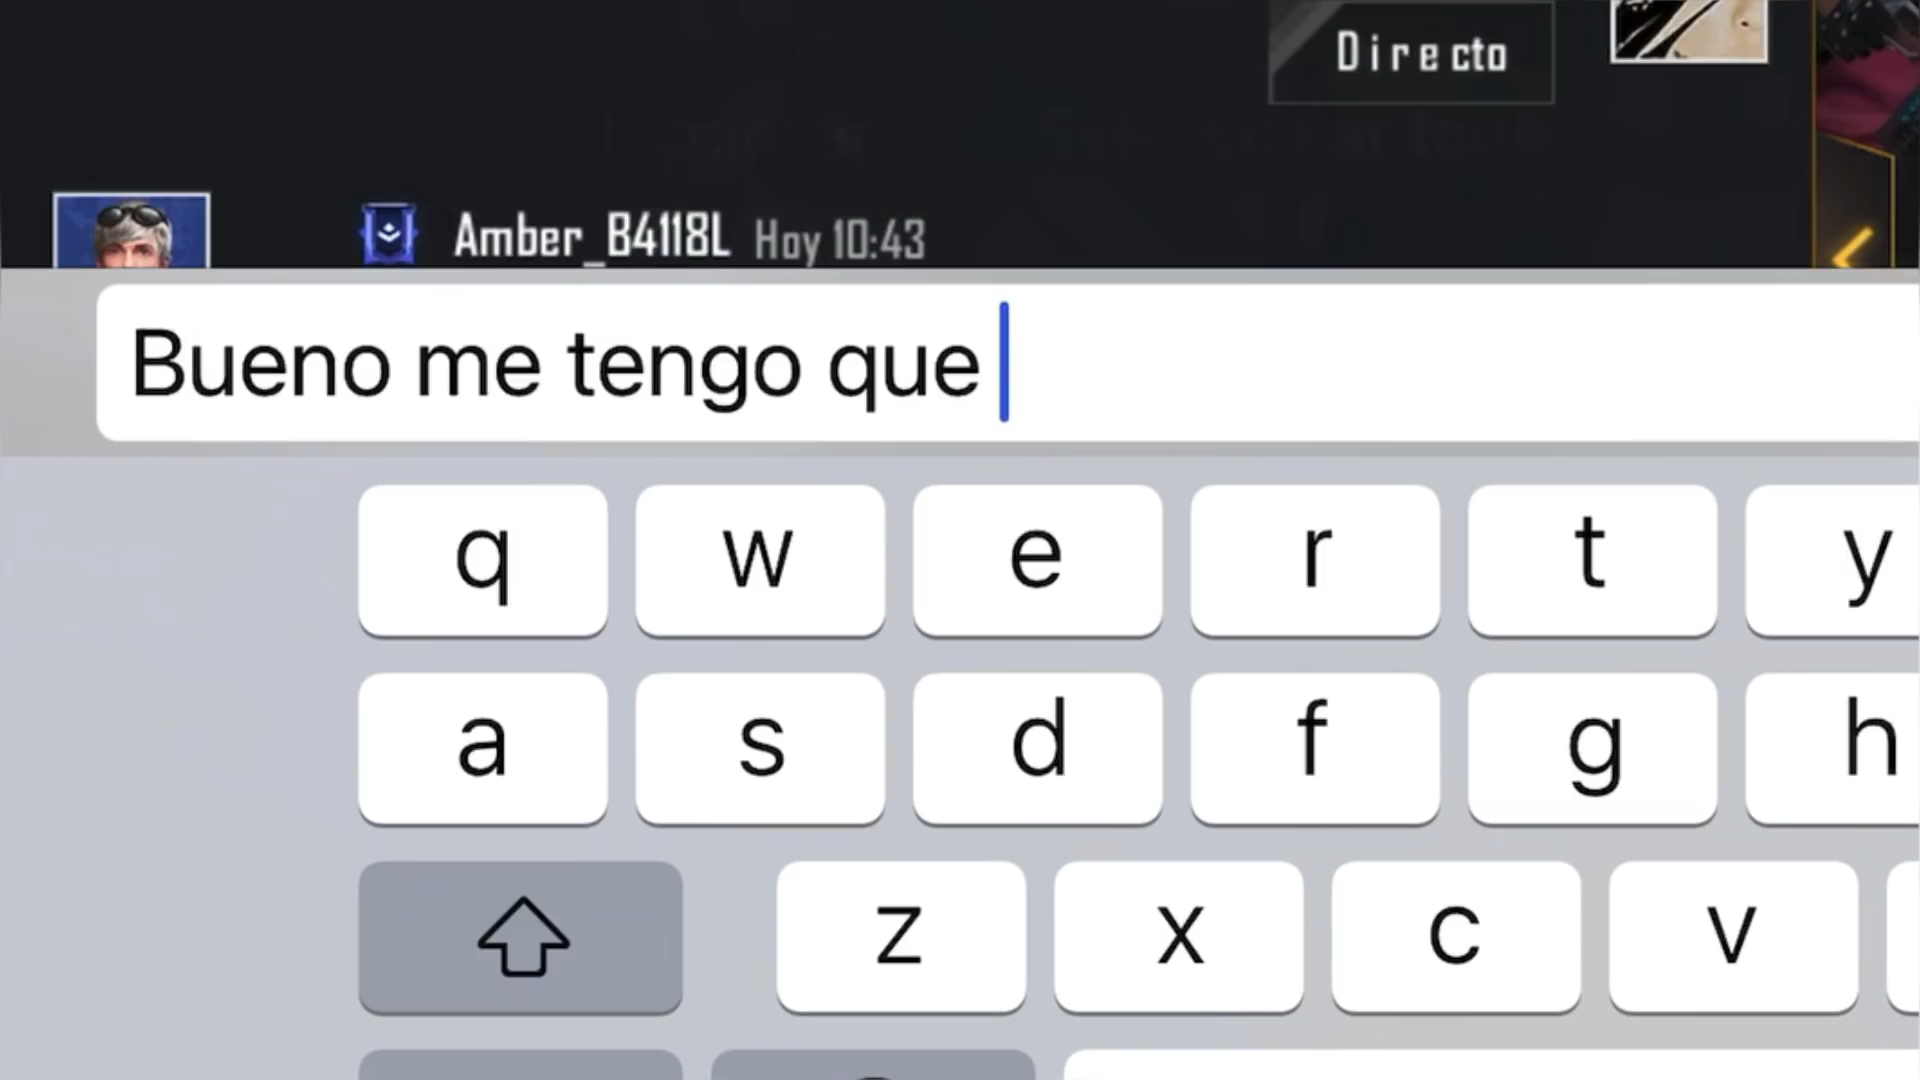 Directo
Amber_B4118L Hoy 10:43
Bueno me tengo que
q w e r t y
a s d f g h
z x c v